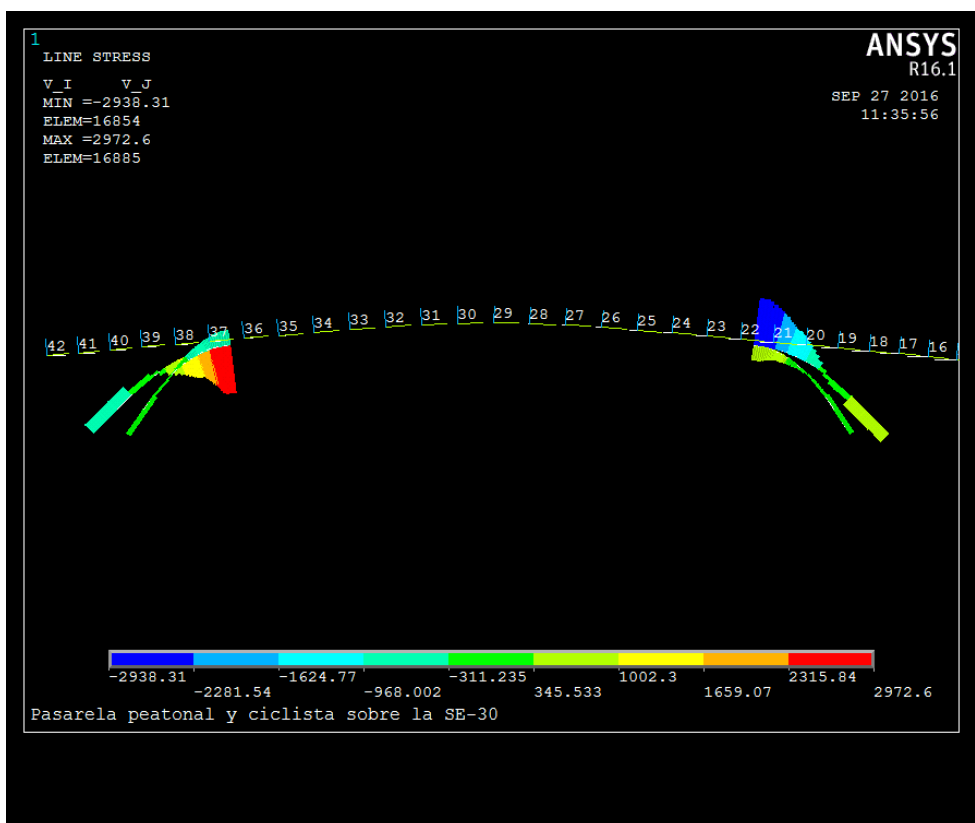 1
LINE STRESS
V_I V_J
MIN =-2938.31
ELEM=16854
MAX =2972.6
ELEM=16885
ANSYS
R16.1
SEP 27 2016
11:35:56
42 41 40 39 38 37 36 35 34 33 32 31 30 29 28 27 26 25 24 23 22 21 20 19 18 17 16
-2938.31 -1624.77 -311.235 1002.3 2315.84
-2281.54 -968.002 345.533 1659.07 2972.6
Pasarela peatonal y ciclista sobre la SE-30